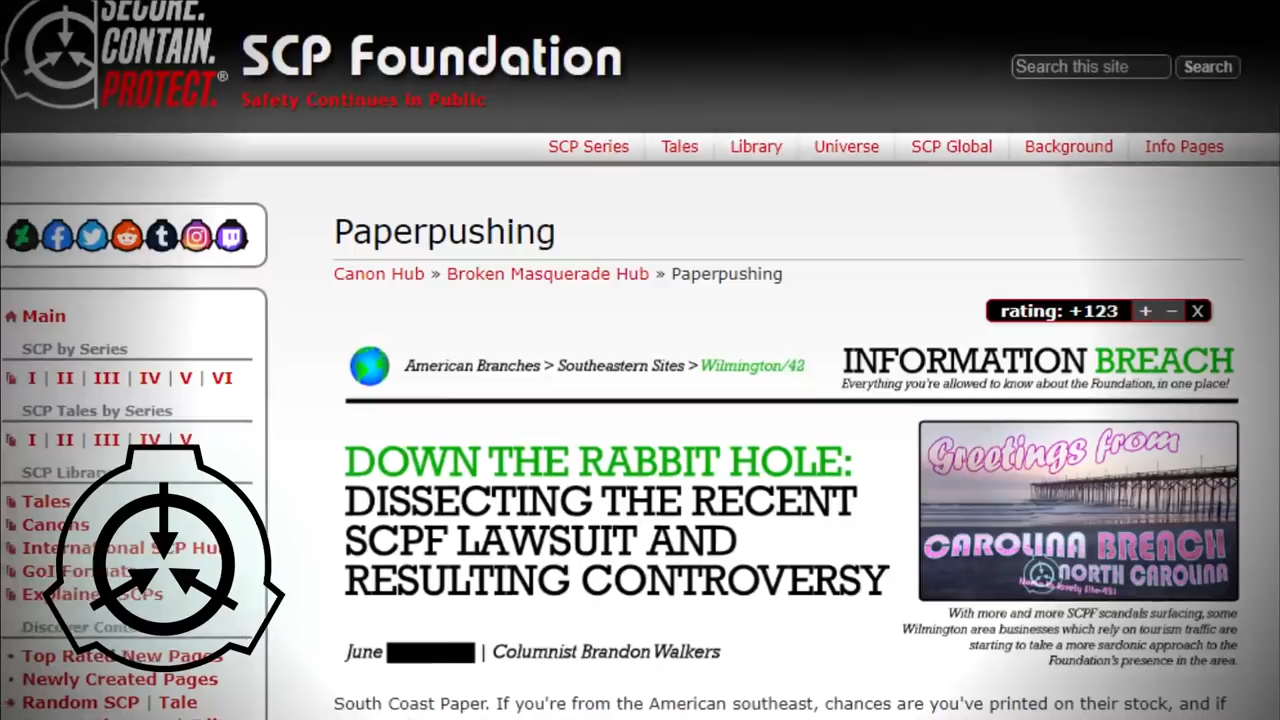 SECURE.
CONTAIN.
PROTECT.®
SCP Foundation
Safety Continues in Public
Search this site
Search
SCP Series
Tales
Library
Universe
SCP Global
Background
Info Pages
Main
SCP by Series
I | II | III | IV | V | VI
SCP Tales by Series
I | II | III | IV | V
SCP Library
Tales
Canons
International SCP Hub
GoI Formats
Explained SCPs
Discover
Top Rated New Pages
Newly Created Pages
Random SCP | Tale
Paperpushing
Canon Hub » Broken Masquerade Hub » Paperpushing
rating: +123 + − X
American Branches > Southeastern Sites > Wilmington/42
INFORMATION BREACH
Everything you're allowed to know about the Foundation, in one place!
DOWN THE RABBIT HOLE:
DISSECTING THE RECENT
SCPF LAWSUIT AND
RESULTING CONTROVERSY
Greetings from
CAROLINA BREACH
NORTH CAROLINA
With more and more SCPF scandals surfacing, some
Wilmington area businesses which rely on tourism traffic are
starting to take a more sardonic approach to the
Foundation's presence in the area.
June | Columnist Brandon Walkers
South Coast Paper. If you're from the American southeast, chances are you've printed on their stock, and if